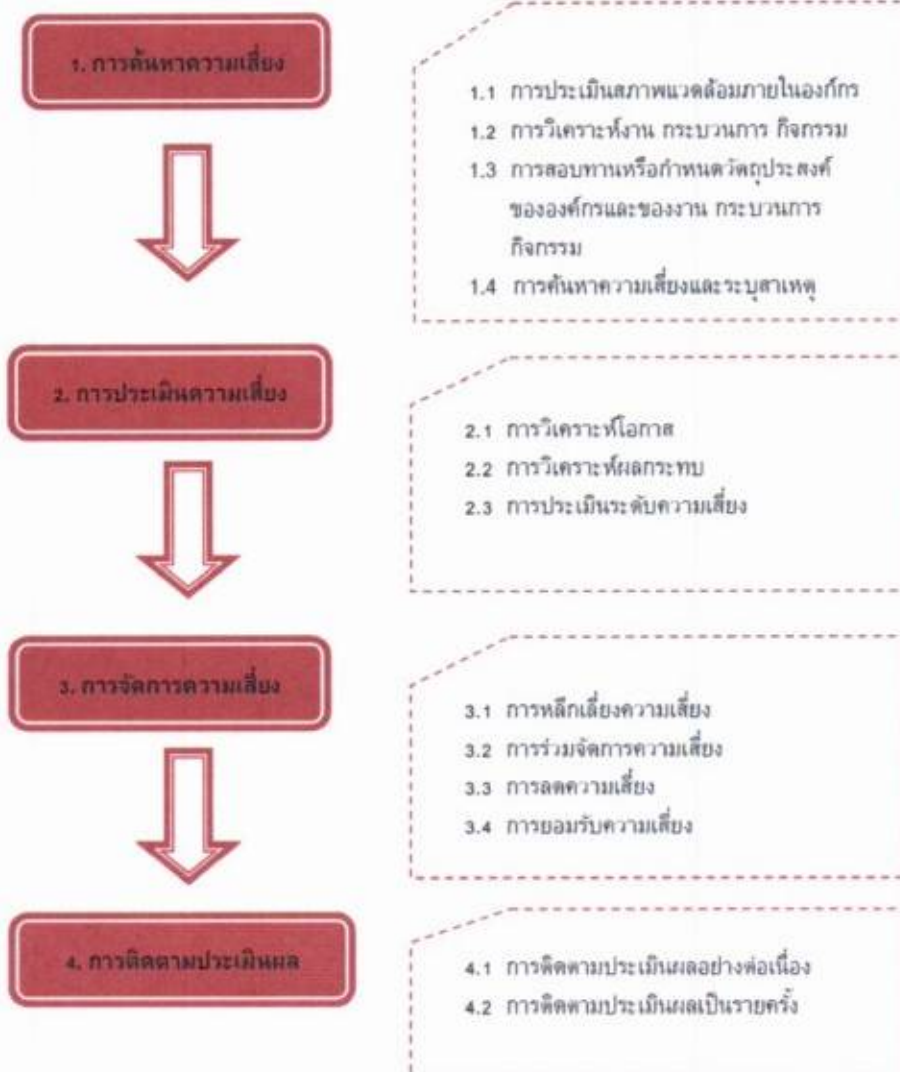 1. การค้นหาความเสี่ยง
1.1 การประเมินสภาพแวดล้อมภายในองค์กร
1.2 การวิเคราะห์งาน กระบวนการ กิจกรรม
1.3 การสอบทานหรือกำหนดวัตถุประสงค์
ขององค์กรและของงาน กระบวนการ
กิจกรรม
1.4 การค้นหาความเสี่ยงและระบุสาเหตุ
2. การประเมินความเสี่ยง
2.1 การวิเคราะห์โอกาส
2.2 การวิเคราะห์ผลกระทบ
2.3 การประเมินระดับความเสี่ยง
3. การจัดการความเสี่ยง
3.1 การหลีกเลี่ยงความเสี่ยง
3.2 การร่วมจัดการความเสี่ยง
3.3 การลดความเสี่ยง
3.4 การยอมรับความเสี่ยง
4. การติดตามประเมินผล
4.1 การติดตามประเมินผลอย่างต่อเนื่อง
4.2 การติดตามประเมินผลเป็นรายครั้ง